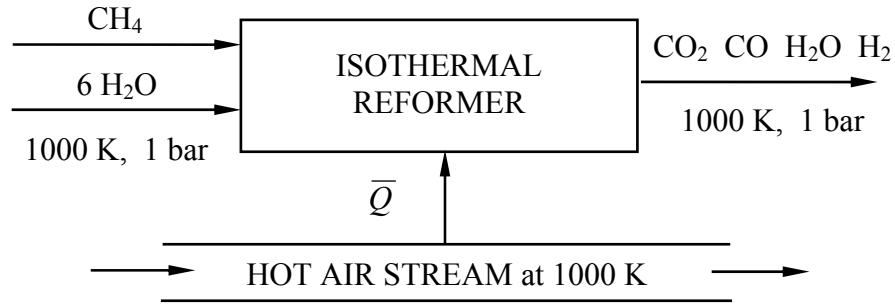 CH₄
6 H₂O
1000 K, 1 bar
ISOTHERMAL
REFORMER
CO₂ CO H₂O H₂
1000 K, 1 bar
Q̅
HOT AIR STREAM at 1000 K